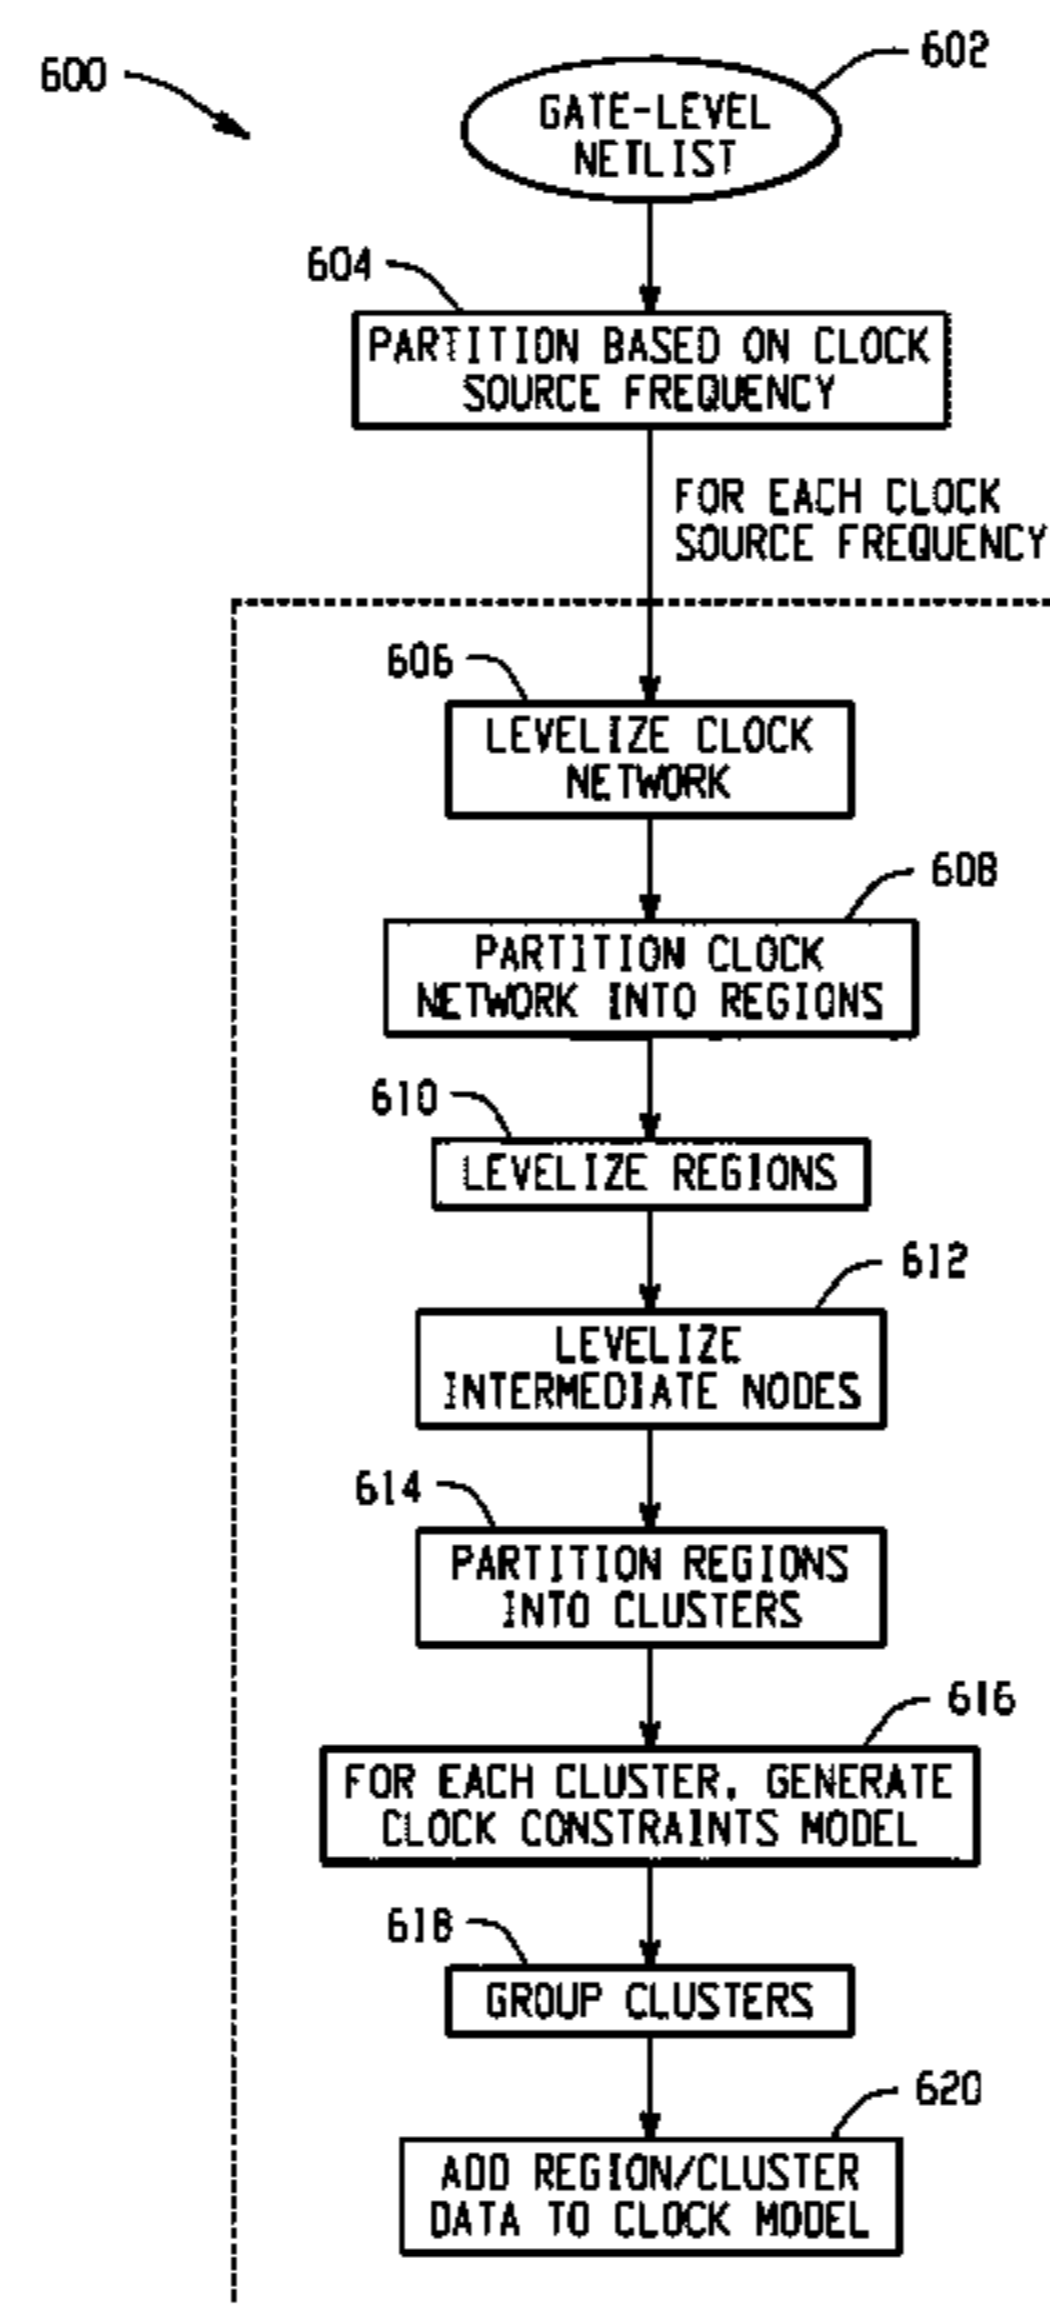 600
602
GATE-LEVEL
NETLIST
604
PARTITION BASED ON CLOCK
SOURCE FREQUENCY
FOR EACH CLOCK
SOURCE FREQUENCY
606
LEVELIZE CLOCK
NETWORK
608
PARTITION CLOCK
NETWORK INTO REGIONS
610
LEVELIZE REGIONS
612
LEVELIZE
INTERMEDIATE NODES
614
PARTITION REGIONS
INTO CLUSTERS
616
FOR EACH CLUSTER, GENERATE
CLOCK CONSTRAINTS MODEL
618
GROUP CLUSTERS
620
ADD REGION/CLUSTER
DATA TO CLOCK MODEL